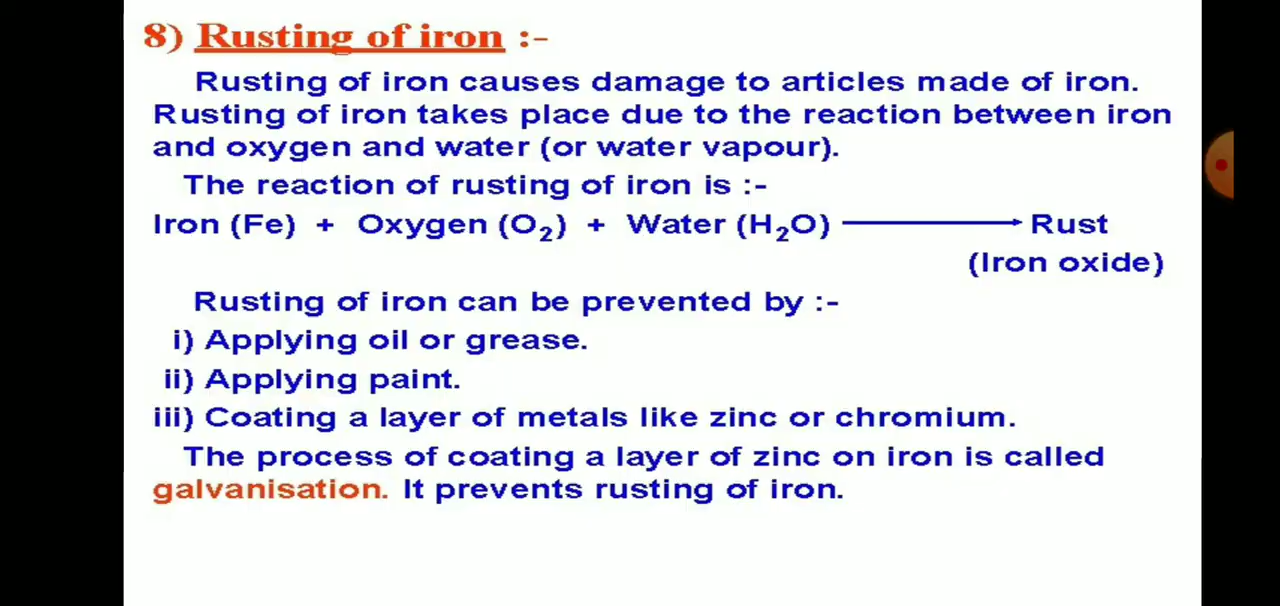 8) Rusting of iron :-
Rusting of iron causes damage to articles made of iron.
Rusting of iron takes place due to the reaction between iron
and oxygen and water (or water vapour).
The reaction of rusting of iron is :-
Iron (Fe) + Oxygen (O₂) + Water (H₂O) ⟶ Rust
(Iron oxide)
Rusting of iron can be prevented by :-
i) Applying oil or grease.
ii) Applying paint.
iii) Coating a layer of metals like zinc or chromium.
The process of coating a layer of zinc on iron is called
galvanisation. It prevents rusting of iron.